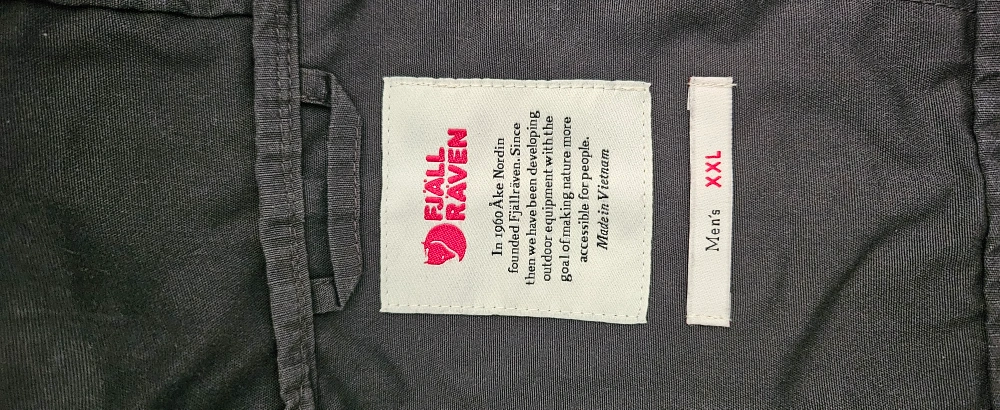 FJÄLL
RÄVEN
In 1960 Åke Nordin
founded Fjällräven. Since
then we have been developing
outdoor equipment with the
goal of making nature more
accessible for people.
Made in Vietnam
Men's XXL